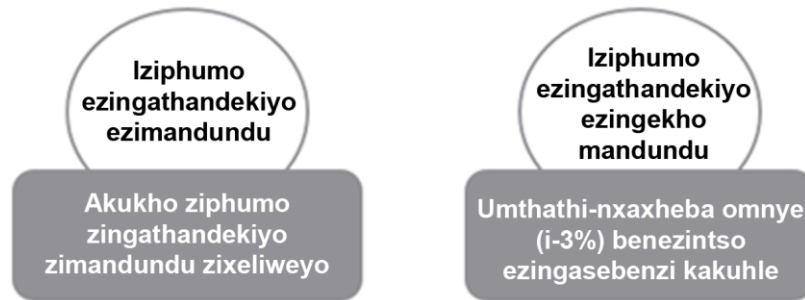 Iziphumo
ezingathandekiyo
ezimandundu
Akukho ziphumo
zingathandekiyo
zimandundu zixeliweyo
Iziphumo
ezingathandekiyo
ezingekho
mandundu
Umthathi-nxaxheba omnye
(i-3%) benezintso
ezingasebenzi kakuhle